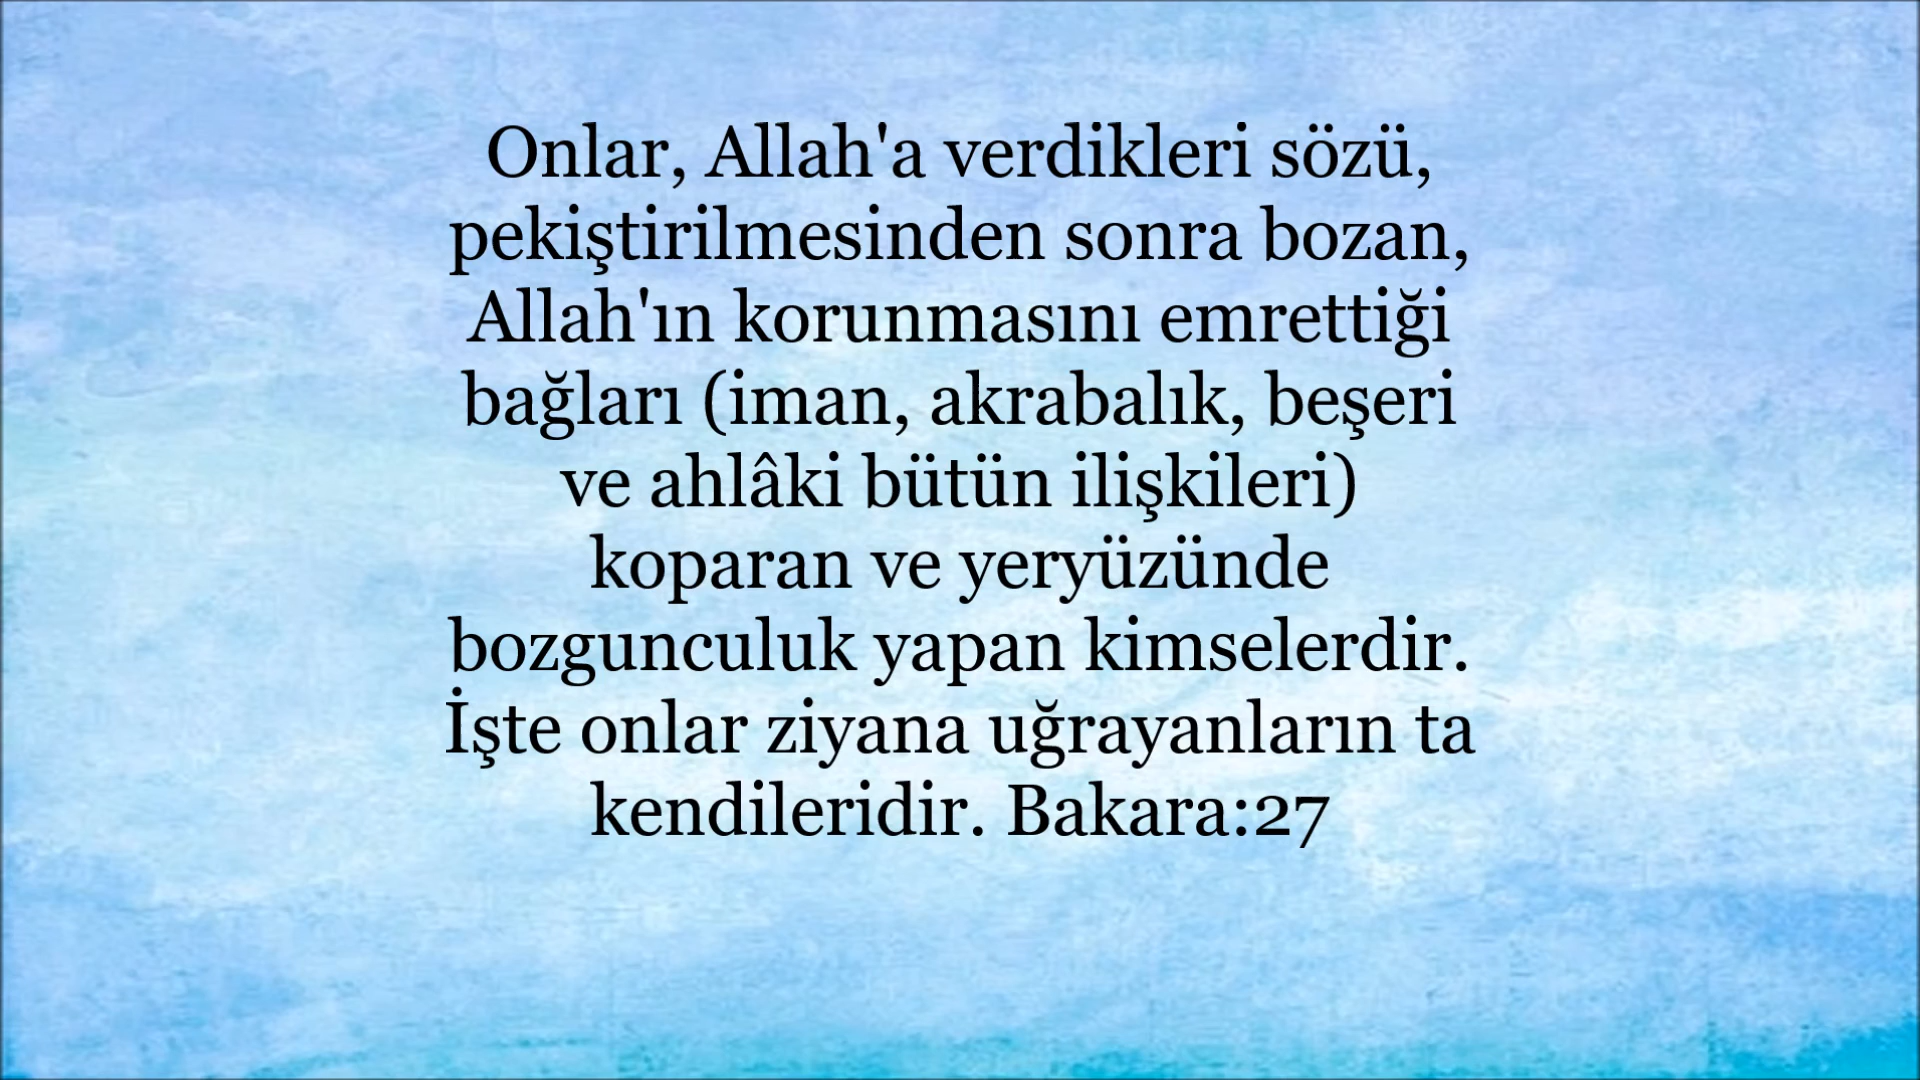 Onlar, Allah'a verdikleri sözü,
pekiştirilmesinden sonra bozan,
Allah'ın korunmasını emrettiği
bağları (iman, akrabalık, beşeri
ve ahlâki bütün ilişkileri)
koparan ve yeryüzünde
bozgunculuk yapan kimselerdir.
İşte onlar ziyana uğrayanların ta
kendileridir. Bakara:27